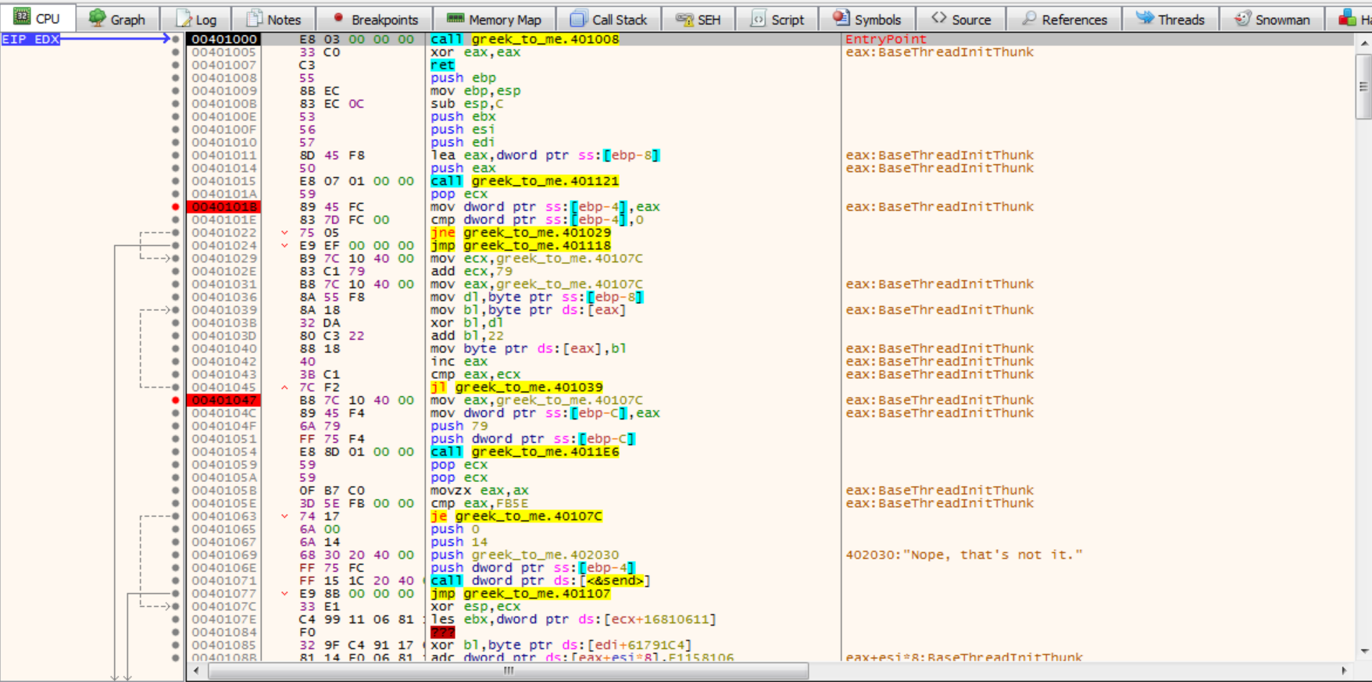 CPU Graph Log Notes Breakpoints Memory Map Call Stack SEH Script Symbols Source References Threads Snowman
EIP EDX 00401000 E8 03 00 00 00 call greek_to_me.401008 EntryPoint
00401005 33 C0 xor eax,eax eax:BaseThreadInitThunk
00401007 C3 ret
00401008 55 push ebp
00401009 8B EC mov ebp,esp
0040100B 83 EC 0C sub esp,C
0040100E 53 push ebx
0040100F 56 push esi
00401010 57 push edi
00401011 8D 45 F8 lea eax,dword ptr ss:[ebp-8] eax:BaseThreadInitThunk
00401014 50 push eax eax:BaseThreadInitThunk
00401015 E8 07 01 00 00 call greek_to_me.401121
0040101A 59 pop ecx
0040101B 89 45 FC mov dword ptr ss:[ebp-4],eax eax:BaseThreadInitThunk
0040101E 83 7D FC 00 cmp dword ptr ss:[ebp-4],0
00401022 75 05 jne greek_to_me.401029
00401024 E9 EF 00 00 00 jmp greek_to_me.401118
00401029 B9 7C 10 40 00 mov ecx,greek_to_me.40107C
0040102E 83 C1 79 add ecx,79
00401031 B8 7C 10 40 00 mov eax,greek_to_me.40107C eax:BaseThreadInitThunk
00401036 8A 55 F8 mov dl,byte ptr ss:[ebp-8]
00401039 8A 18 mov bl,byte ptr ds:[eax] eax:BaseThreadInitThunk
0040103B 32 DA xor bl,dl
0040103D 80 C3 22 add bl,22
00401040 88 18 mov byte ptr ds:[eax],bl eax:BaseThreadInitThunk
00401042 40 inc eax eax:BaseThreadInitThunk
00401043 3B C1 cmp eax,ecx eax:BaseThreadInitThunk
00401045 7C F2 jl greek_to_me.401039
00401047 B8 7C 10 40 00 mov eax,greek_to_me.40107C eax:BaseThreadInitThunk
0040104C 89 45 F4 mov dword ptr ss:[ebp-C],eax eax:BaseThreadInitThunk
0040104F 6A 79 push 79
00401051 FF 75 F4 push dword ptr ss:[ebp-C]
00401054 E8 8D 01 00 00 call greek_to_me.4011E6
00401059 59 pop ecx
0040105A 59 pop ecx
0040105B 0F B7 C0 movzx eax,ax eax:BaseThreadInitThunk
0040105E 3D 5E FB 00 00 cmp eax,FB5E eax:BaseThreadInitThunk
00401063 74 17 je greek_to_me.40107C
00401065 6A 00 push 0
00401067 6A 14 push 14
00401069 68 30 20 40 00 push greek_to_me.402030 402030:"Nope, that's not it."
0040106E FF 75 FC push dword ptr ss:[ebp-4]
00401071 FF 15 1C 20 40 call dword ptr ds:[<&send>]
00401077 E9 8B 00 00 00 jmp greek_to_me.401107
0040107C 33 E1 xor esp,ecx
0040107E C4 99 11 06 81 les ebx,dword ptr ds:[ecx+16810611]
00401084 F0 ???
00401085 32 9F C4 91 17 xor bl,byte ptr ds:[edi+61791C4]
0040108B 81 14 F0 06 81 adc dword ptr ds:[eax+esi*8],F1158106 eax+esi*8:BaseThreadInitThunk